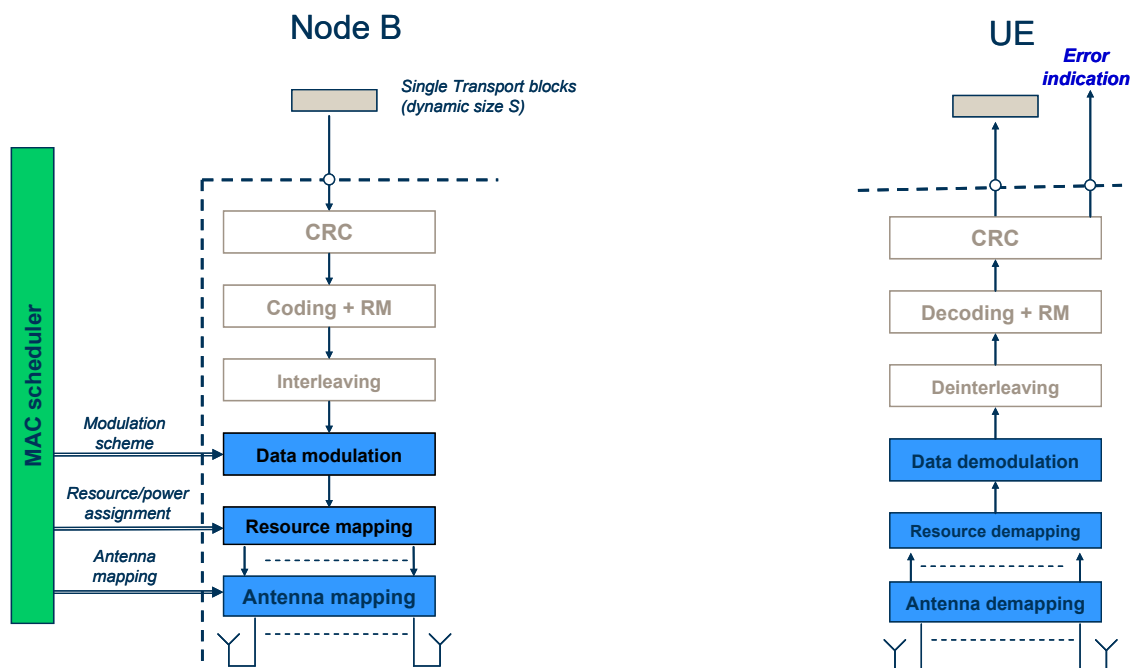 Node B
UE
Single Transport blocks
(dynamic size S)
Error
indication
MAC scheduler
CRC
Coding + RM
Interleaving
Data modulation
Resource mapping
Antenna mapping
Modulation
scheme
Resource/power
assignment
Antenna
mapping
CRC
Decoding + RM
Deinterleaving
Data demodulation
Resource demapping
Antenna demapping